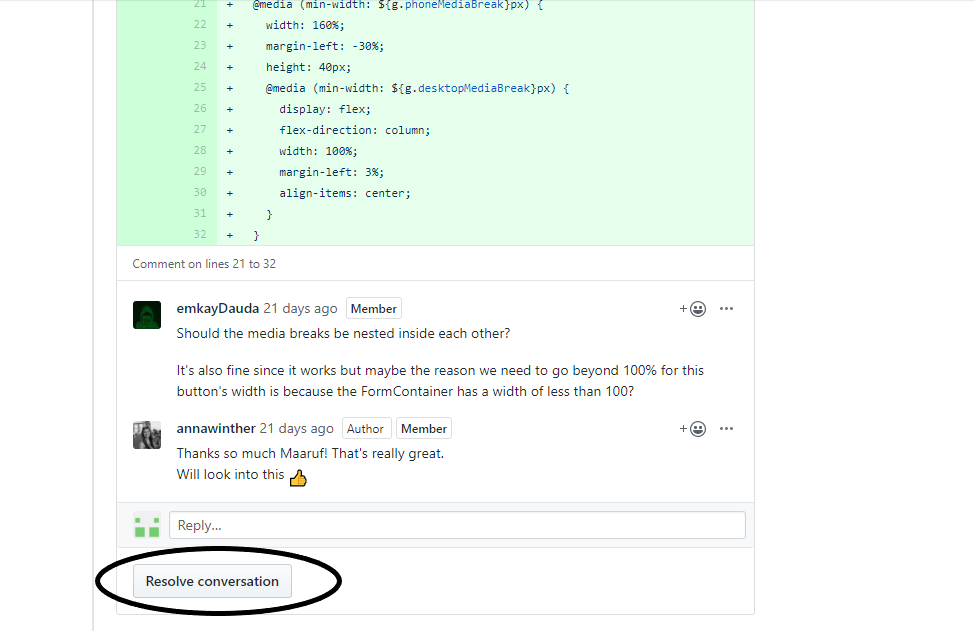 21 + @media (min-width: ${g.phoneMediaBreak}px) {
22 + width: 160%;
23 + margin-left: -30%;
24 + height: 40px;
25 + @media (min-width: ${g.desktopMediaBreak}px) {
26 + display: flex;
27 + flex-direction: column;
28 + width: 100%;
29 + margin-left: 3%;
30 + align-items: center;
31 + }
32 + }
Comment on lines 21 to 32
emkayDauda 21 days ago Member
Should the media breaks be nested inside each other?
It's also fine since it works but maybe the reason we need to go beyond 100% for this
button's width is because the FormContainer has a width of less than 100?
annawinther 21 days ago Author Member
Thanks so much Maaruf! That's really great.
Will look into this 👍
Reply...
Resolve conversation